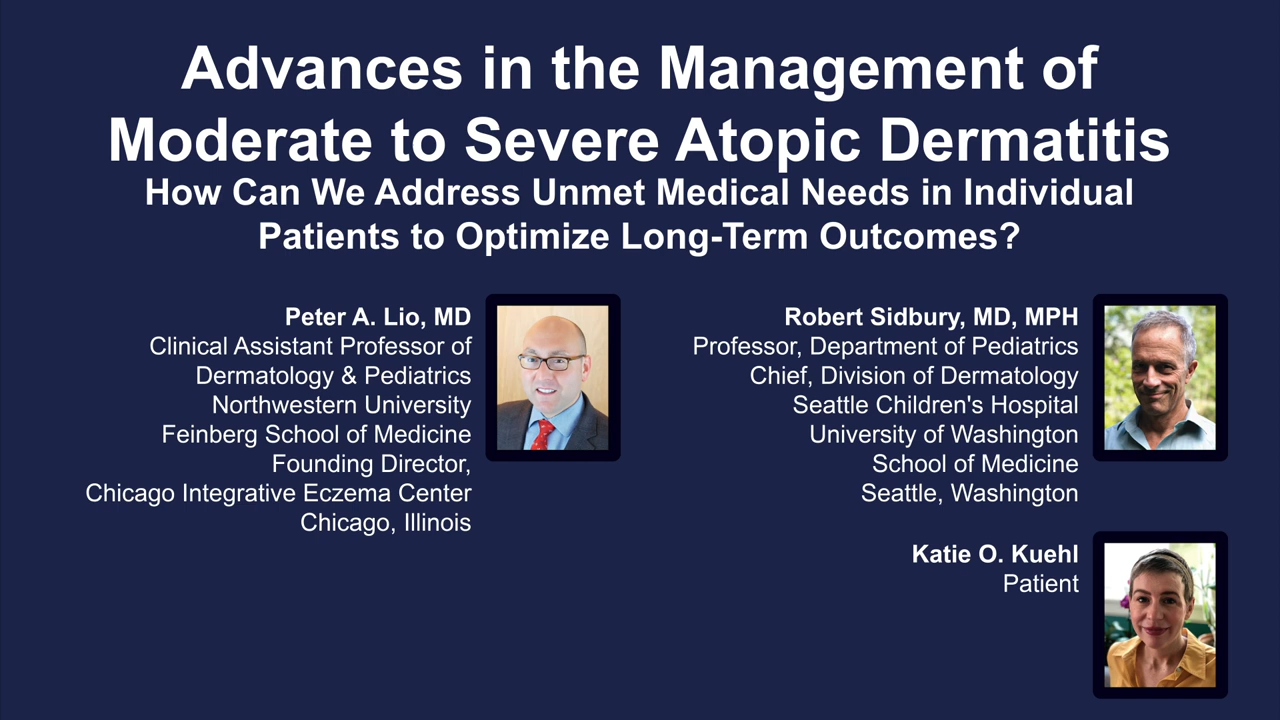 Advances in the Management of
Moderate to Severe Atopic Dermatitis
How Can We Address Unmet Medical Needs in Individual
Patients to Optimize Long-Term Outcomes?
Peter A. Lio, MD
Clinical Assistant Professor of
Dermatology & Pediatrics
Northwestern University
Feinberg School of Medicine
Founding Director,
Chicago Integrative Eczema Center
Chicago, Illinois
Robert Sidbury, MD, MPH
Professor, Department of Pediatrics
Chief, Division of Dermatology
Seattle Children's Hospital
University of Washington
School of Medicine
Seattle, Washington
Katie O. Kuehl
Patient